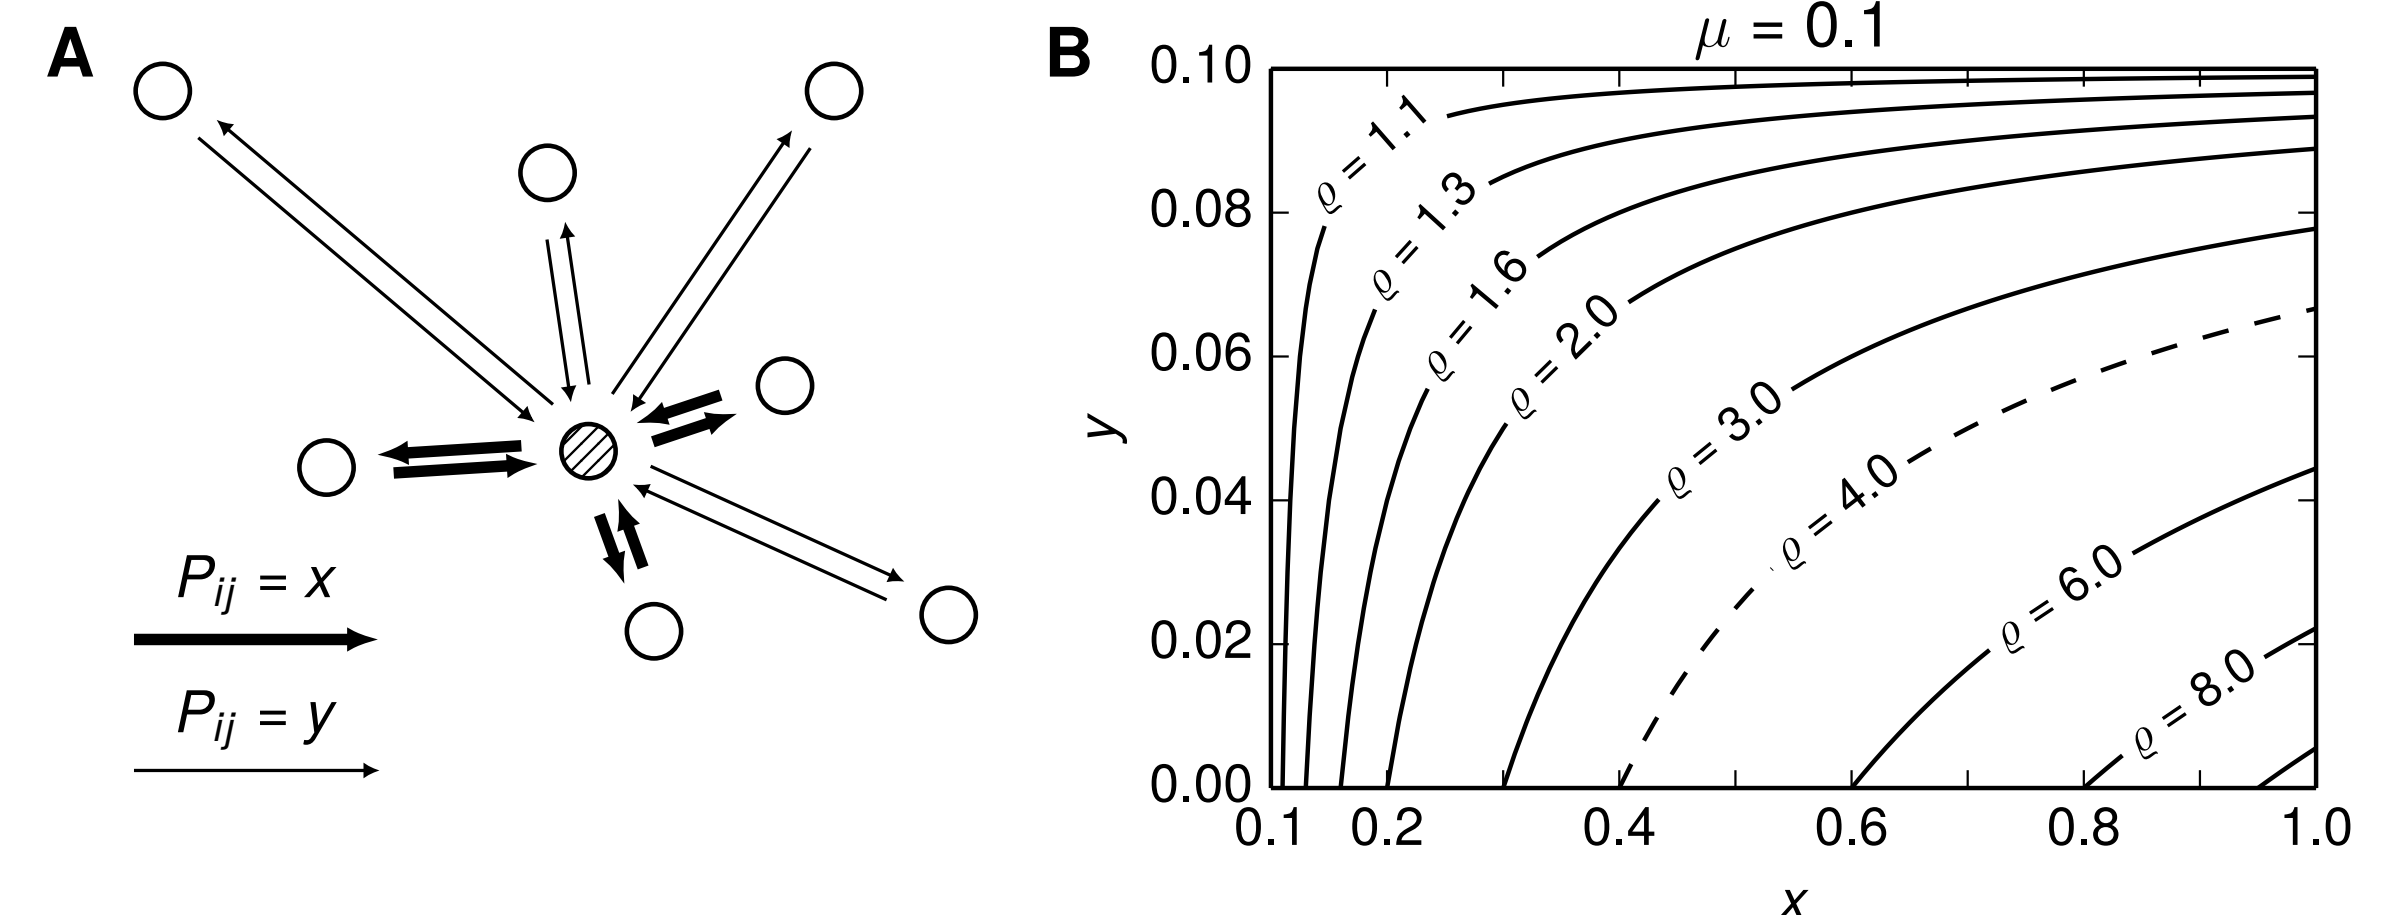 A
P_ij = x
P_ij = y
B
μ = 0.1
0.10
0.08
0.06
0.04
0.02
0.00
y
ϱ = 1.1
ϱ = 1.3
ϱ = 1.6
ϱ = 2.0
ϱ = 3.0
ϱ = 4.0
ϱ = 6.0
ϱ = 8.0
0.1 0.2 0.4 0.6 0.8 1.0
x